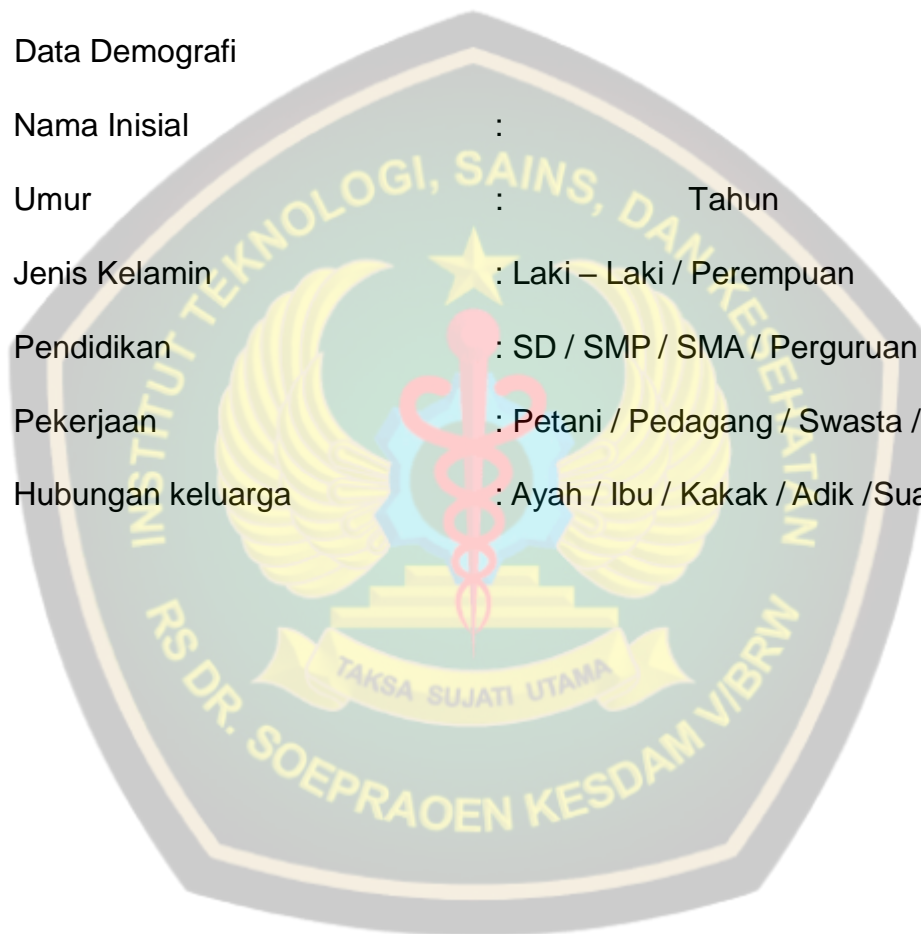 Data Demografi
Nama Inisial :
Umur : Tahun
Jenis Kelamin : Laki – Laki / Perempuan
Pendidikan : SD / SMP / SMA / Perguruan
Pekerjaan : Petani / Pedagang / Swasta /
Hubungan keluarga : Ayah / Ibu / Kakak / Adik /Sua
INSTITUT TEKNOLOGI, SAINS, DAN KESEHATAN
TAKSA SUJATI UTAMA
RS DR. SOEPRAOEN KESDAM V/BRW